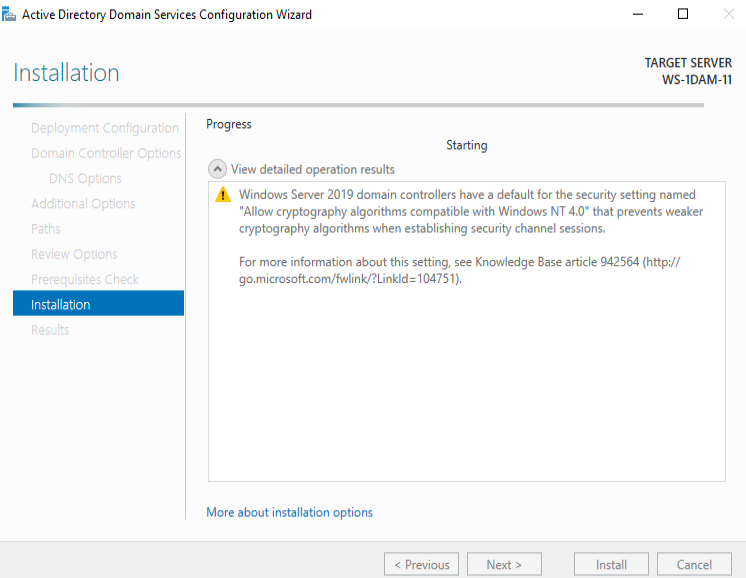 Active Directory Domain Services Configuration Wizard
Installation
TARGET SERVER
WS-1DAM-11
Deployment Configuration
Domain Controller Options
DNS Options
Additional Options
Paths
Review Options
Prerequisites Check
Installation
Results
Progress
Starting
View detailed operation results
Windows Server 2019 domain controllers have a default for the security setting named
"Allow cryptography algorithms compatible with Windows NT 4.0" that prevents weaker
cryptography algorithms when establishing security channel sessions.
For more information about this setting, see Knowledge Base article 942564 (http://
go.microsoft.com/fwlink/?LinkId=104751).
More about installation options
< Previous
Next >
Install
Cancel